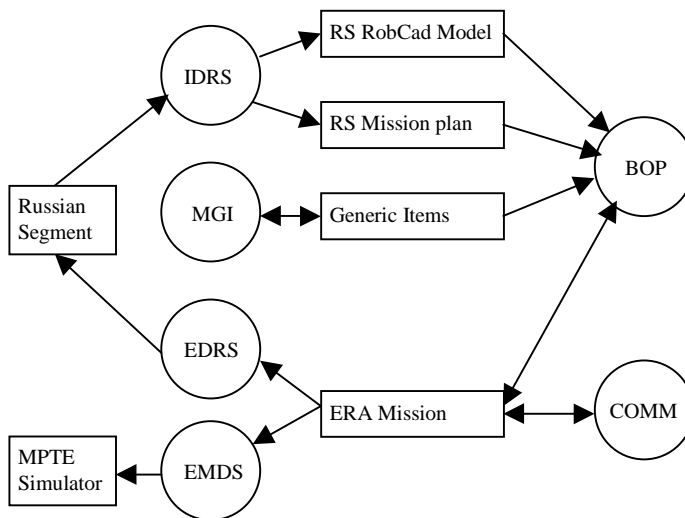 RS RobCad Model
IDRS
RS Mission plan
BOP
Russian
Segment
MGI
Generic Items
EDRS
ERA Mission
COMM
MPTE
Simulator
EMDS